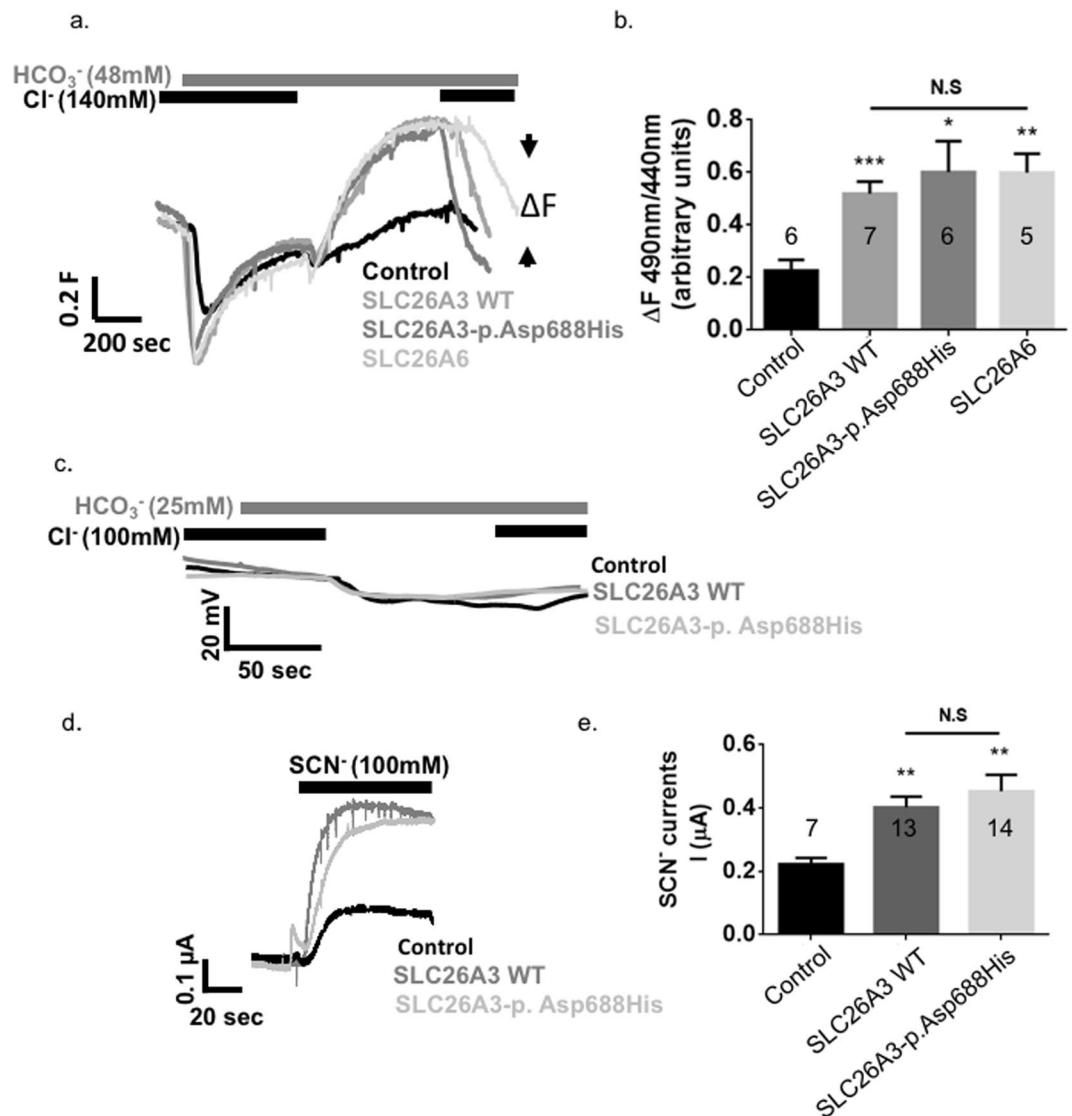 a.
HCO₃⁻ (48mM)
Cl⁻ (140mM)
ΔF
0.2 F
200 sec
Control
SLC26A3 WT
SLC26A3-p.Asp688His
SLC26A6
b.
N.S
ΔF 490nm/440nm
(arbitrary units)
0.8
0.6
0.4
0.2
0.0
6
***
7
*
6
**
5
Control
SLC26A3 WT
SLC26A3-p.Asp688His
SLC26A6
c.
HCO₃⁻ (25mM)
Cl⁻ (100mM)
20 mV
50 sec
Control
SLC26A3 WT
SLC26A3-p. Asp688His
d.
SCN⁻ (100mM)
0.1 μA
20 sec
Control
SLC26A3 WT
SLC26A3-p. Asp688His
e.
N.S
SCN⁻ currents
I (μA)
0.6
0.4
0.2
0.0
7
**
13
**
14
Control
SLC26A3 WT
SLC26A3-p.Asp688His